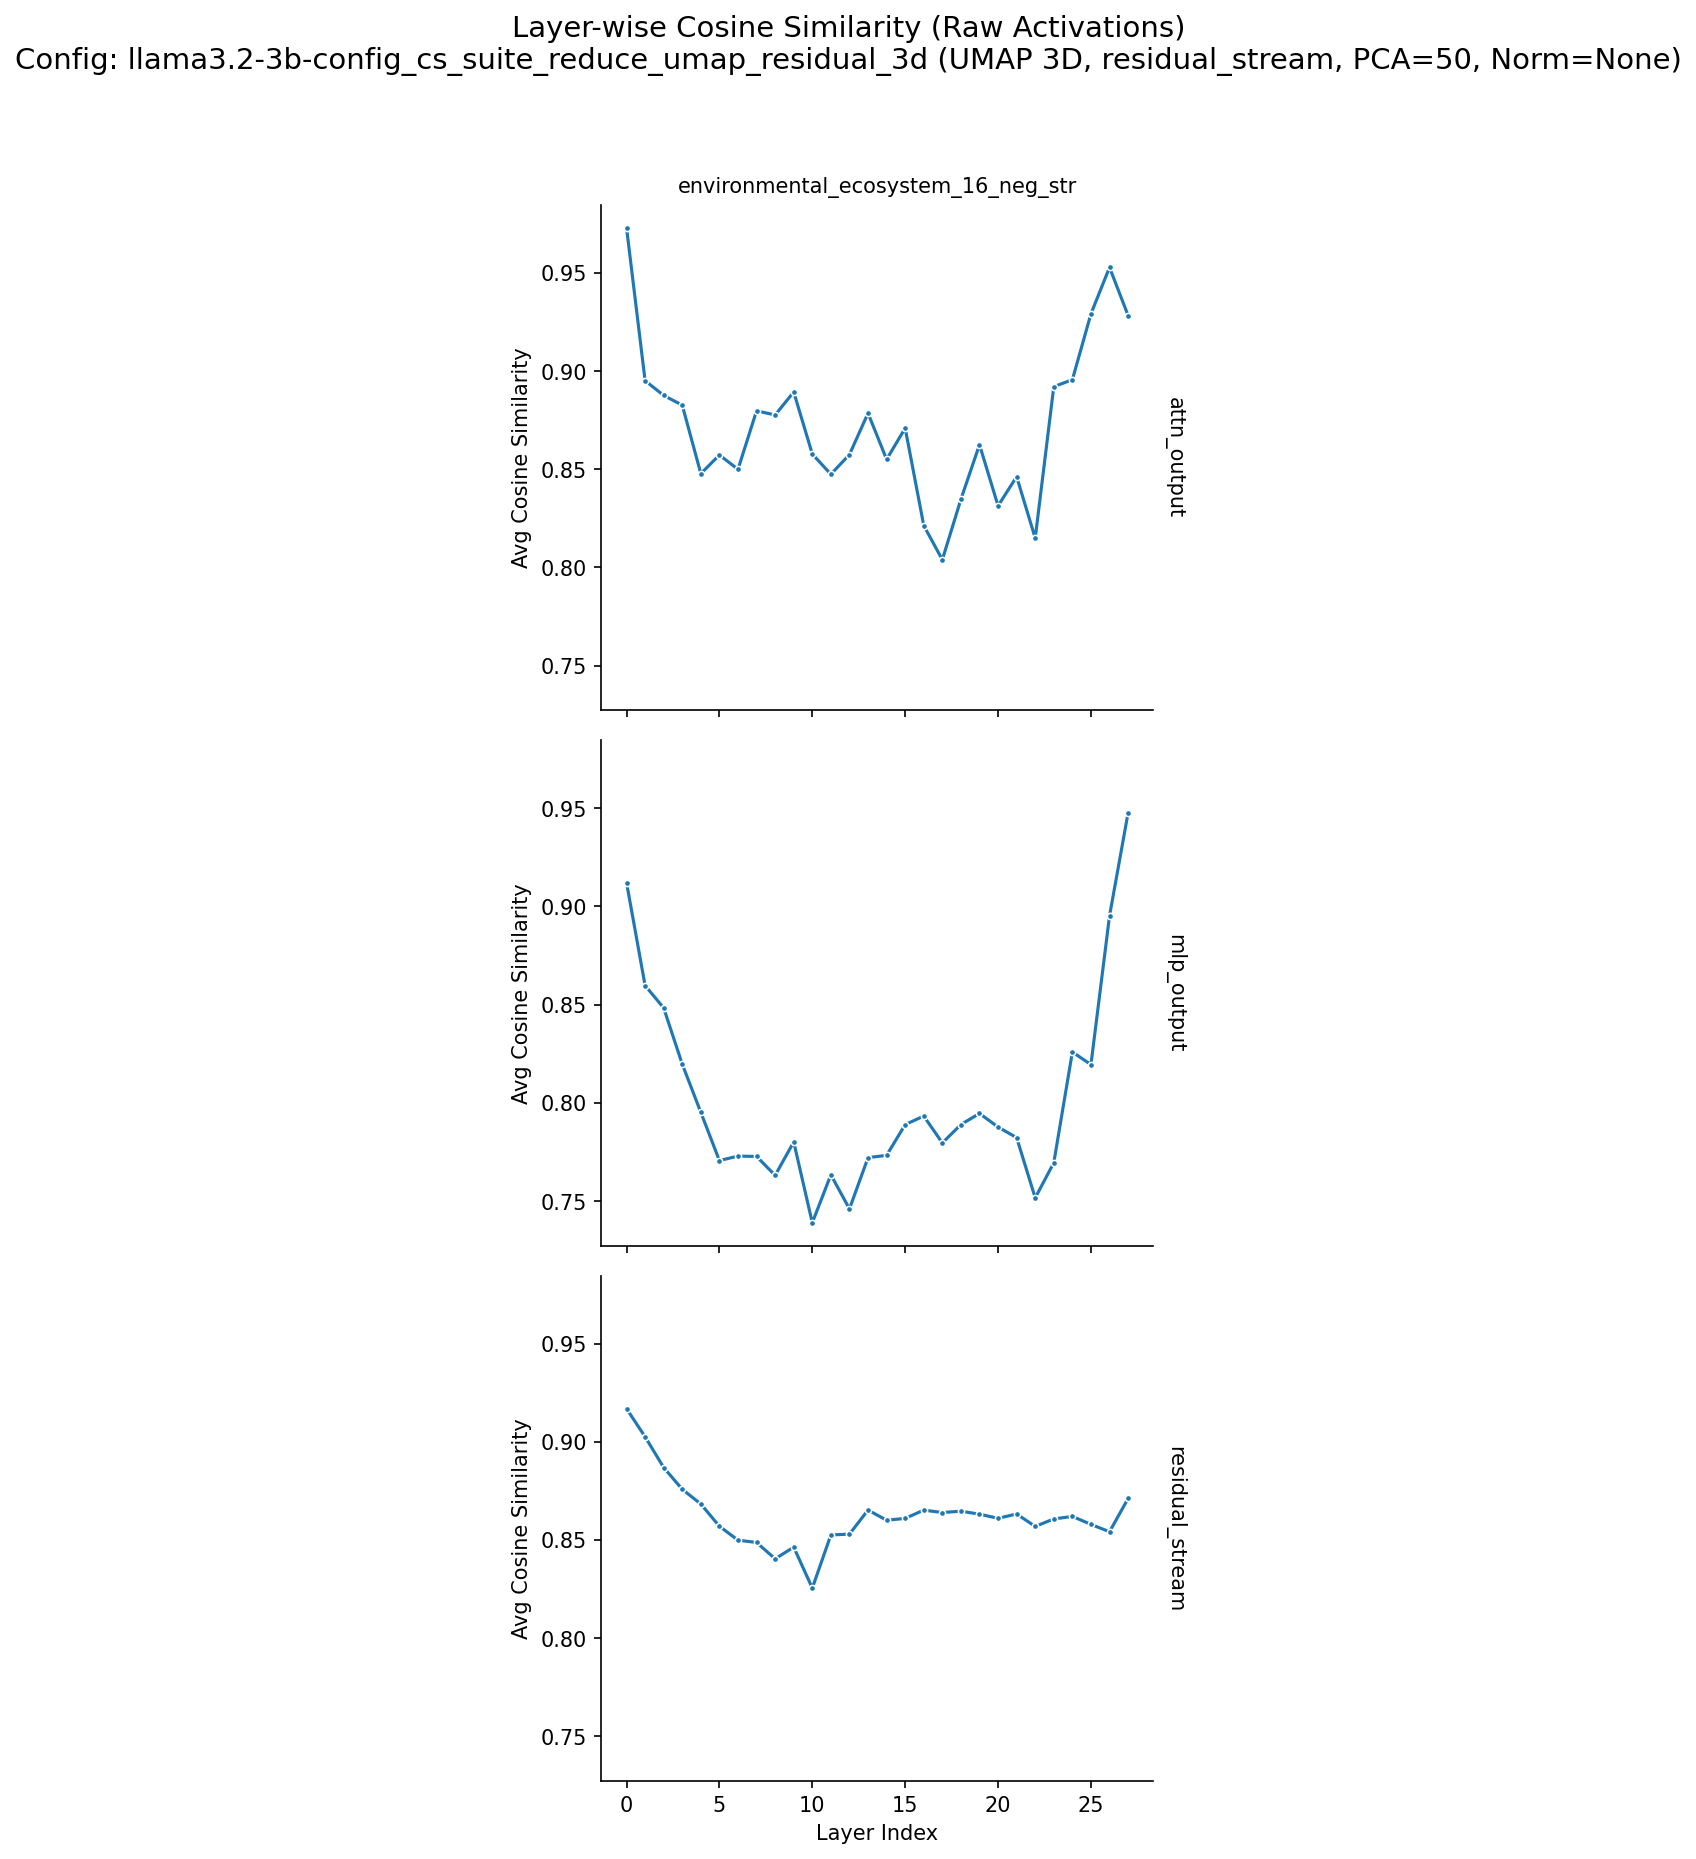 Layer-wise Cosine Similarity (Raw Activations)
Config: llama3.2-3b-config_cs_suite_reduce_umap_residual_3d (UMAP 3D, residual_stream, PCA=50, Norm=None)
environmental_ecosystem_16_neg_str
0.95
0.90
0.85
0.80
0.75
Avg Cosine Similarity
attn_output
0.95
0.90
0.85
0.80
0.75
Avg Cosine Similarity
mlp_output
0.95
0.90
0.85
0.80
0.75
Avg Cosine Similarity
residual_stream
0 5 10 15 20 25
Layer Index